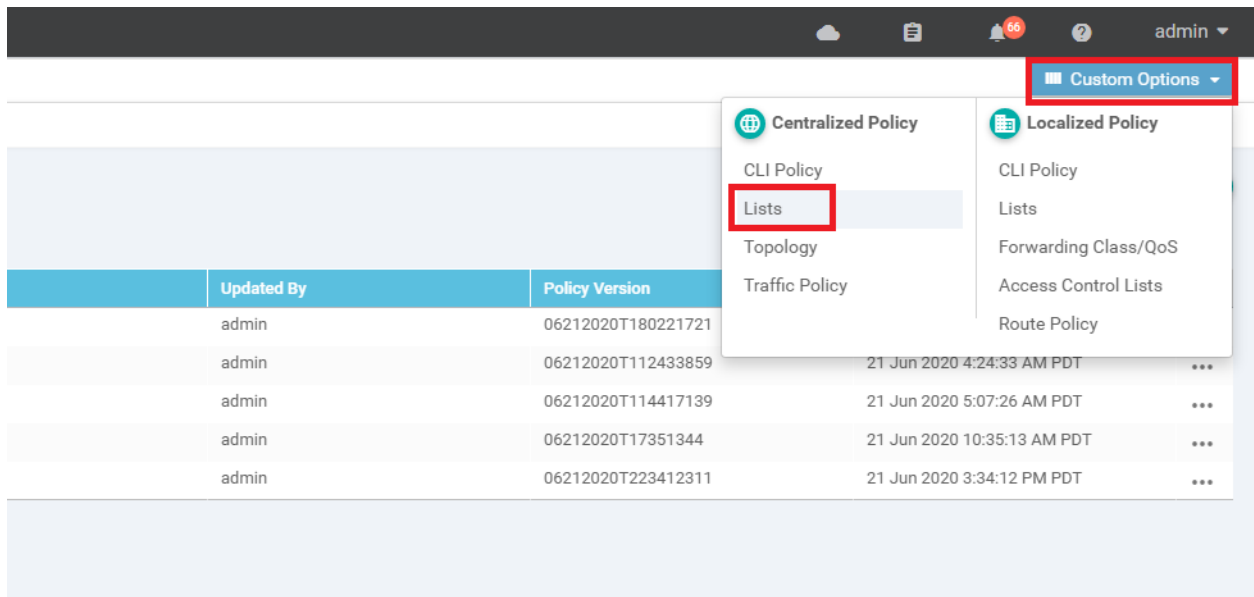 66
admin
Custom Options
Centralized Policy
Localized Policy
CLI Policy
CLI Policy
Lists
Lists
Topology
Forwarding Class/QoS
Traffic Policy
Access Control Lists
Route Policy
Updated By
Policy Version
admin
06212020T180221721
admin
06212020T112433859
21 Jun 2020 4:24:33 AM PDT
admin
06212020T114417139
21 Jun 2020 5:07:26 AM PDT
admin
06212020T17351344
21 Jun 2020 10:35:13 AM PDT
admin
06212020T223412311
21 Jun 2020 3:34:12 PM PDT